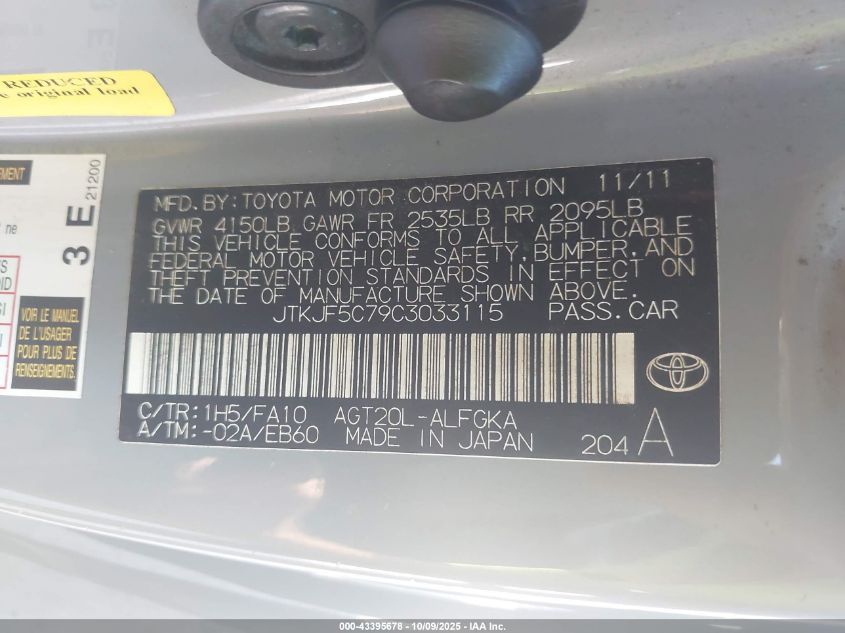 REDUCED
original load
EMENT
21200
3 E
ne
VOIR LE MANUEL
DE L'USAGER
POUR PLUS DE
RENSEIGNEMENTS.
MFD. BY: TOYOTA MOTOR CORPORATION 11/11
GVWR 4150LB GAWR FR 2535LB RR 2095LB
THIS VEHICLE CONFORMS TO ALL APPLICABLE
FEDERAL MOTOR VEHICLE SAFETY, BUMPER, AND
THEFT PREVENTION STANDARDS IN EFFECT ON
THE DATE OF MANUFACTURE SHOWN ABOVE.
JTKJF5C79C3033115 PASS. CAR
C/TR: 1H5/FA10 AGT20L-ALFGKA
A/TM: -02A/EB60 MADE IN JAPAN 204 A
000-43395678 - 10/09/2025 - IAA Inc.